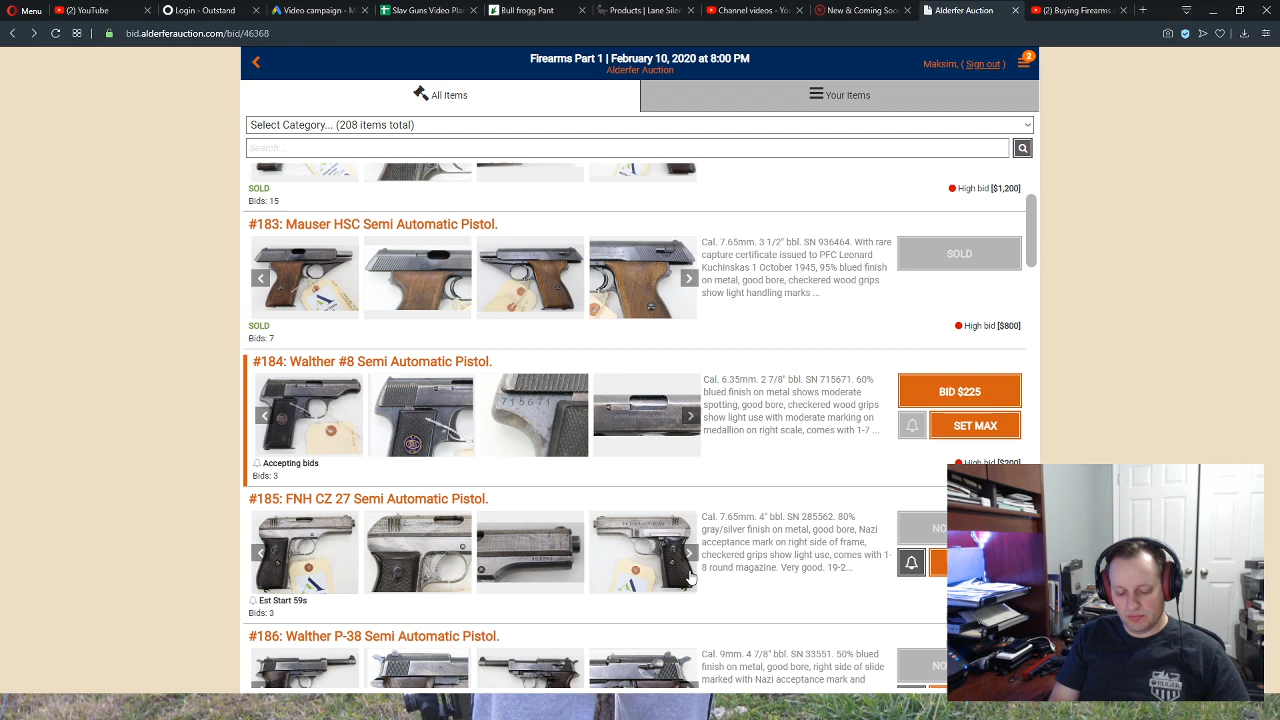 Menu
(2) YouTube
Login - Outstand
Video campaign - M
Slav Guns Video Plan
Bull frogg Pant
Products | Lane Silen
Channel videos - You
New & Coming Soo
Alderfer Auction
(2) Buying Firearms
bid.alderferauction.com/bid/46368
Firearms Part 1 | February 10, 2020 at 8:00 PM
Alderfer Auction
Maksim, ( Sign out )
2
All Items
Your Items
Select Category... (208 items total)
Search...
SOLD
High bid [$1,200]
Bids: 15
#183: Mauser HSC Semi Automatic Pistol.
Cal. 7.65mm. 3 1/2" bbl. SN 936464. With rare
capture certificate issued to PFC Leonard
Kuchinskas 1 October 1945, 95% blued finish
on metal, good bore, checkered wood grips
show light handling marks ...
SOLD
SOLD
High bid [$800]
Bids: 7
#184: Walther #8 Semi Automatic Pistol.
Cal. 6.35mm. 2 7/8" bbl. SN 715671. 60%
blued finish on metal shows moderate
spotting, good bore, checkered wood grips
show light use with moderate marking on
medallion on right scale, comes with 1-7 ...
BID $225
SET MAX
715671
Accepting bids
High bid [$200]
Bids: 3
#185: FNH CZ 27 Semi Automatic Pistol.
Cal. 7.65mm. 4" bbl. SN 285562. 80%
gray/silver finish on metal, good bore, Nazi
acceptance mark on right side of frame,
checkered grips show light use, comes with 1-
8 round magazine. Very good. 19-2...
NO
Est Start 59s
Bids: 3
#186: Walther P-38 Semi Automatic Pistol.
Cal. 9mm. 4 7/8" bbl. SN 33551. 50% blued
finish on metal, good bore, right side of slide
marked with Nazi acceptance mark and
NO
RUGER